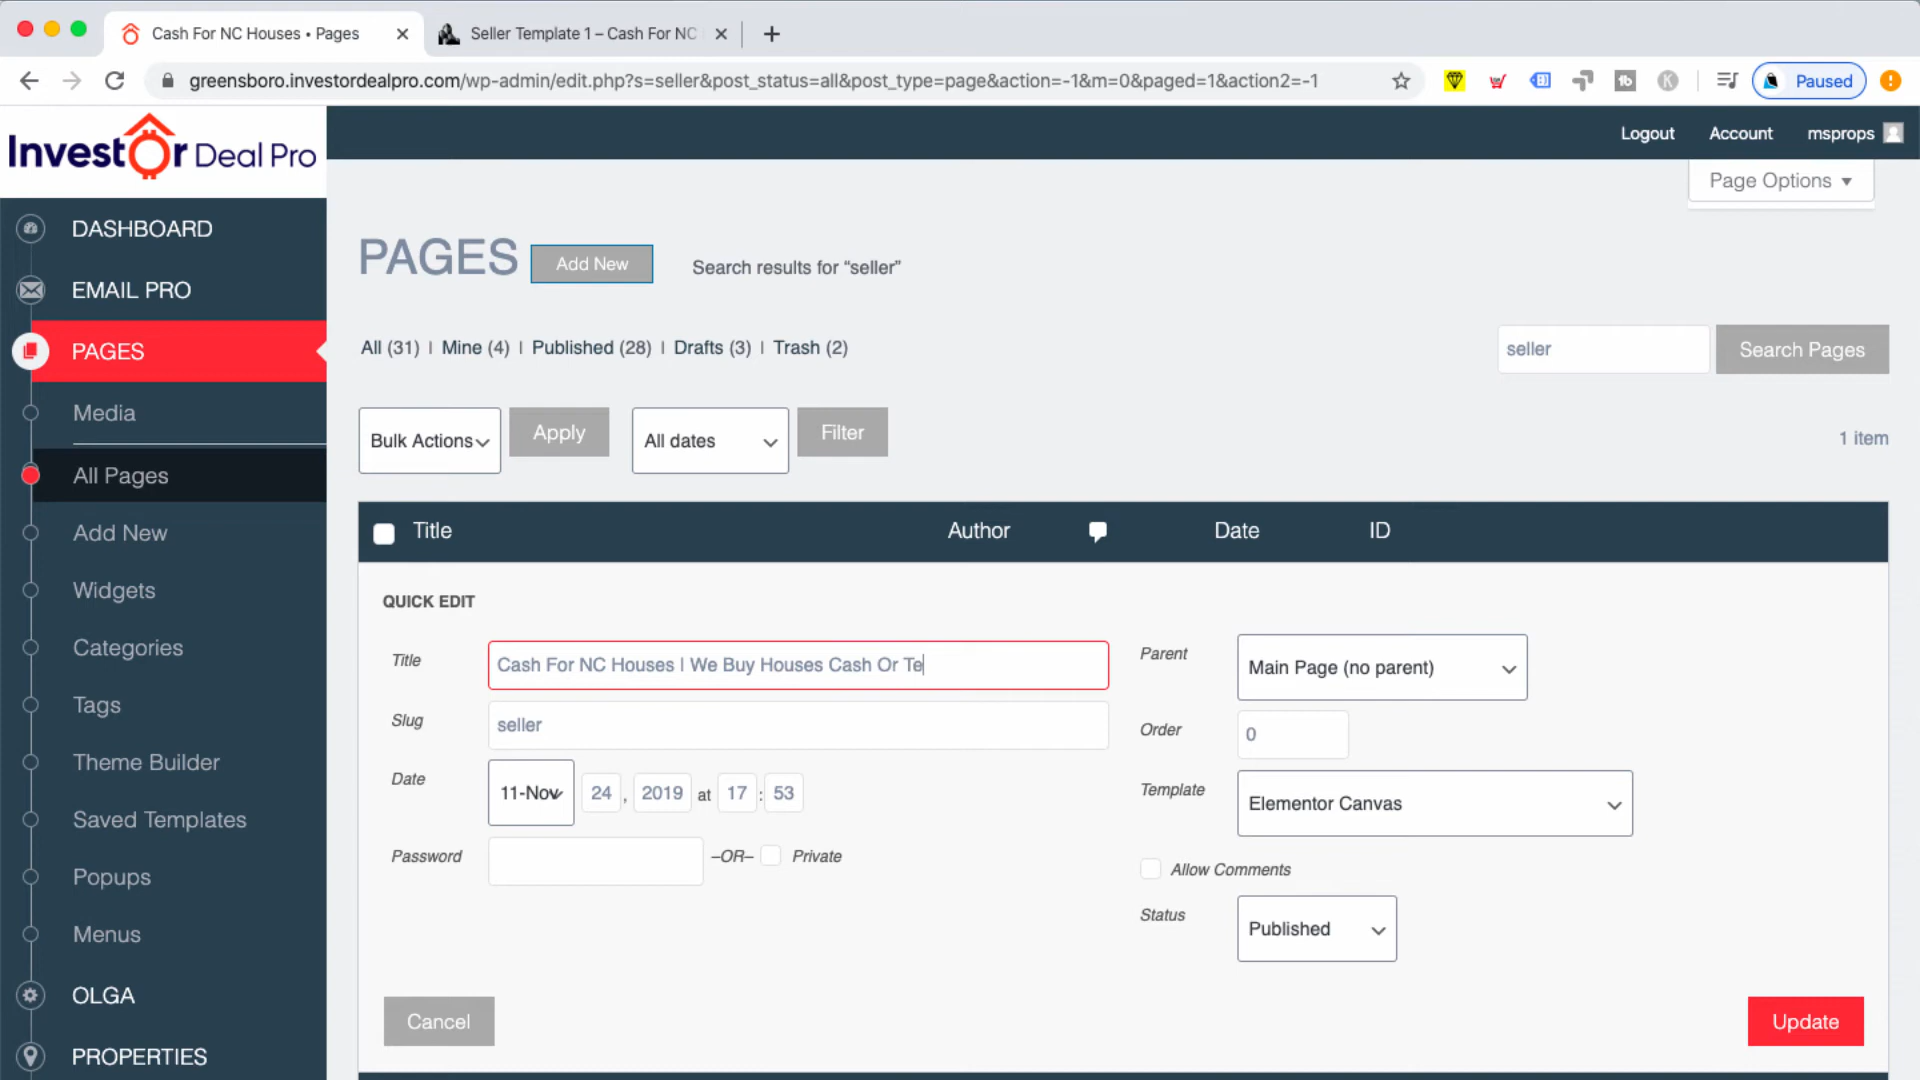 Cash For NC Houses • Pages
Seller Template 1 – Cash For NC
greensboro.investordealpro.com/wp-admin/edit.php?s=seller&post_status=all&post_type=page&action=-1&m=0&paged=1&action2=-1
Paused
InvestOr Deal Pro
Logout
Account
msprops
Page Options
DASHBOARD
EMAIL PRO
PAGES
Media
All Pages
Add New
Widgets
Categories
Tags
Theme Builder
Saved Templates
Popups
Menus
OLGA
PROPERTIES
PAGES
Add New
Search results for “seller”
All (31) | Mine (4) | Published (28) | Drafts (3) | Trash (2)
seller
Search Pages
Bulk Actions
Apply
All dates
Filter
1 item
Title
Author
Date
ID
QUICK EDIT
Title
Cash For NC Houses | We Buy Houses Cash Or Te
Slug
seller
Date
11-Nov 24 , 2019 at 17 : 53
Password
–OR–
Private
Parent
Main Page (no parent)
Order
0
Template
Elementor Canvas
Allow Comments
Status
Published
Cancel
Update